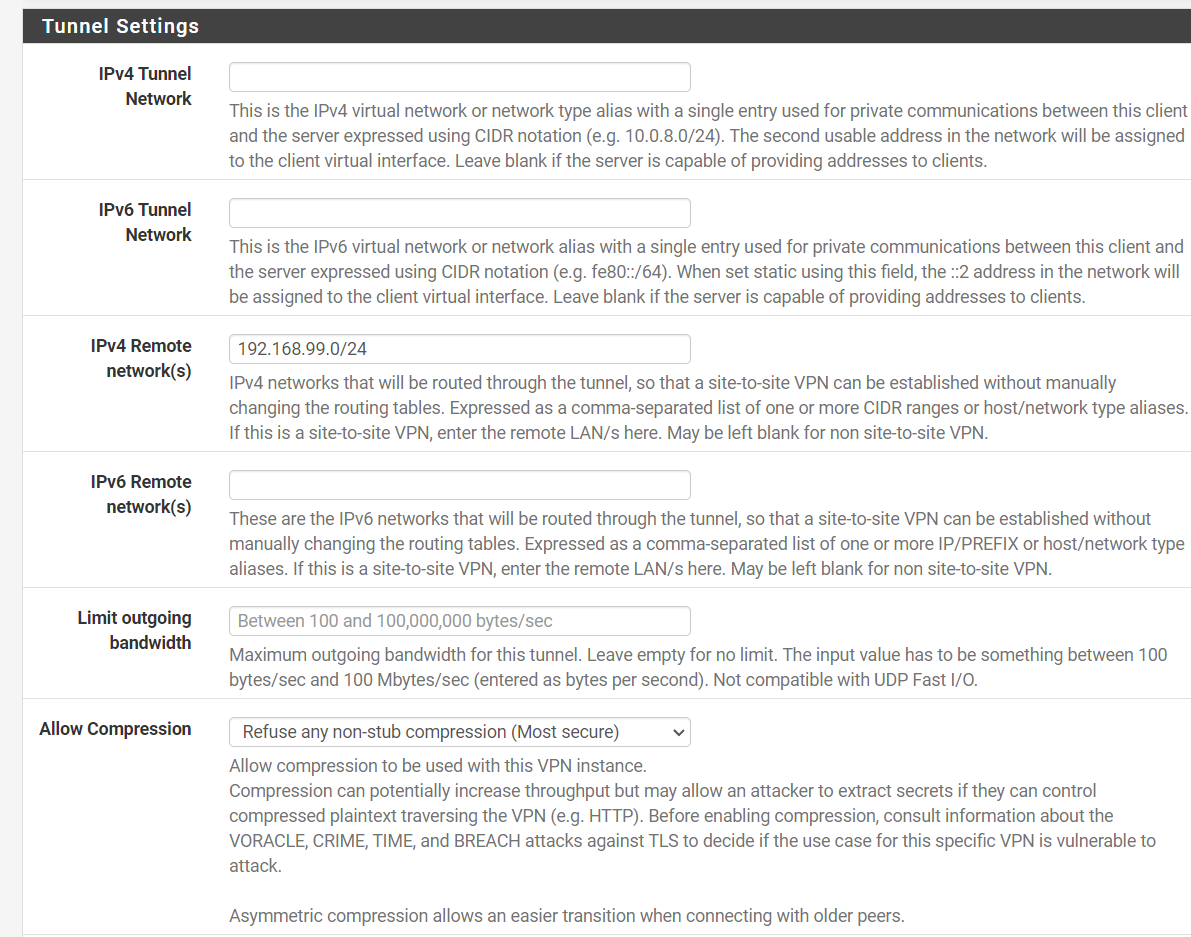 Tunnel Settings
IPv4 Tunnel
Network
This is the IPv4 virtual network or network type alias with a single entry used for private communications between this client
and the server expressed using CIDR notation (e.g. 10.0.8.0/24). The second usable address in the network will be assigned
to the client virtual interface. Leave blank if the server is capable of providing addresses to clients.
IPv6 Tunnel
Network
This is the IPv6 virtual network or network alias with a single entry used for private communications between this client and
the server expressed using CIDR notation (e.g. fe80::/64). When set static using this field, the ::2 address in the network will
be assigned to the client virtual interface. Leave blank if the server is capable of providing addresses to clients.
IPv4 Remote
network(s)
192.168.99.0/24
IPv4 networks that will be routed through the tunnel, so that a site-to-site VPN can be established without manually
changing the routing tables. Expressed as a comma-separated list of one or more CIDR ranges or host/network type aliases.
If this is a site-to-site VPN, enter the remote LAN/s here. May be left blank for non site-to-site VPN.
IPv6 Remote
network(s)
These are the IPv6 networks that will be routed through the tunnel, so that a site-to-site VPN can be established without
manually changing the routing tables. Expressed as a comma-separated list of one or more IP/PREFIX or host/network type
aliases. If this is a site-to-site VPN, enter the remote LAN/s here. May be left blank for non site-to-site VPN.
Limit outgoing
bandwidth
Between 100 and 100,000,000 bytes/sec
Maximum outgoing bandwidth for this tunnel. Leave empty for no limit. The input value has to be something between 100
bytes/sec and 100 Mbytes/sec (entered as bytes per second). Not compatible with UDP Fast I/O.
Allow Compression
Refuse any non-stub compression (Most secure)
Allow compression to be used with this VPN instance.
Compression can potentially increase throughput but may allow an attacker to extract secrets if they can control
compressed plaintext traversing the VPN (e.g. HTTP). Before enabling compression, consult information about the
VORACLE, CRIME, TIME, and BREACH attacks against TLS to decide if the use case for this specific VPN is vulnerable to
attack.
Asymmetric compression allows an easier transition when connecting with older peers.